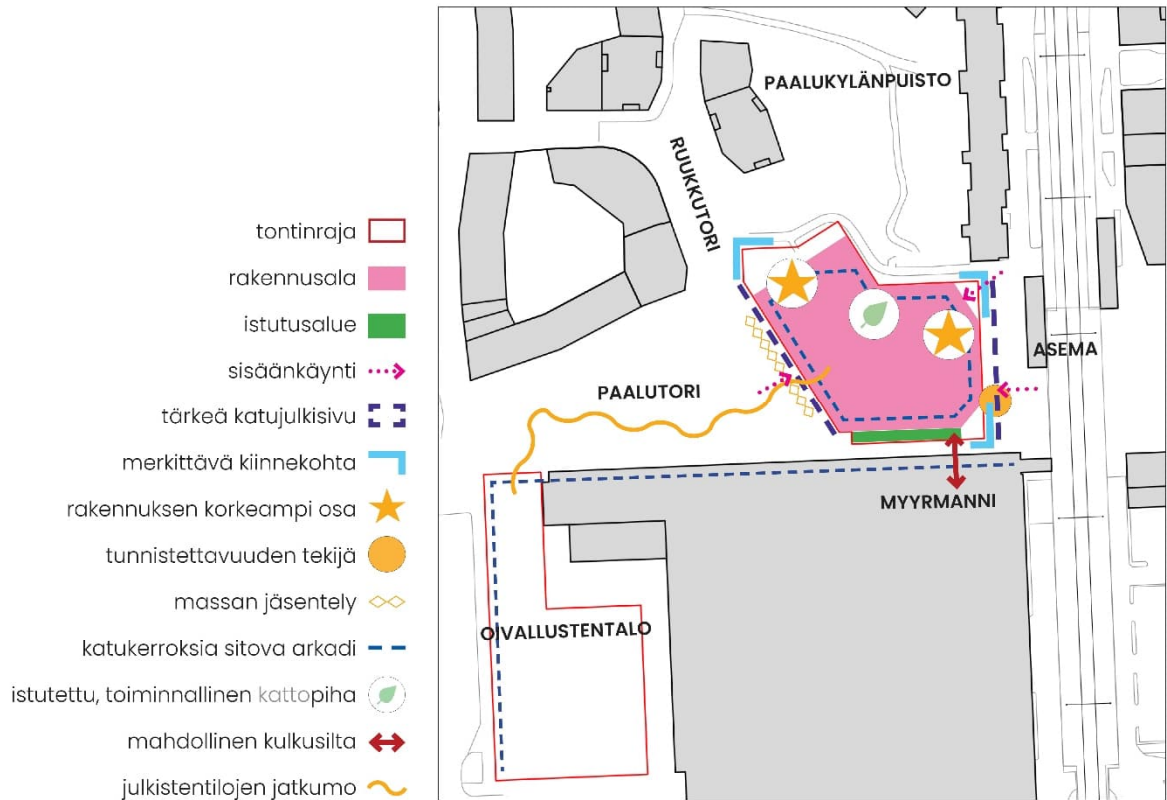 tontinraja
rakennusala
istutusalue
sisäänkäynti
tärkeä katujulkisivu
merkittävä kiinnekohta
rakennuksen korkeampi osa
tunnistettavuuden tekijä
massan jäsentely
katukerroksia sitova arkadi
istutettu, toiminnallinen kattopiha
mahdollinen kulkusilta
julkistentilojen jatkumo
PAALUKYLÄNPUISTO
RUUKKUTORI
ASEMA
PAALUTORI
MYYRMANNI
OIVALLUSTENTALO